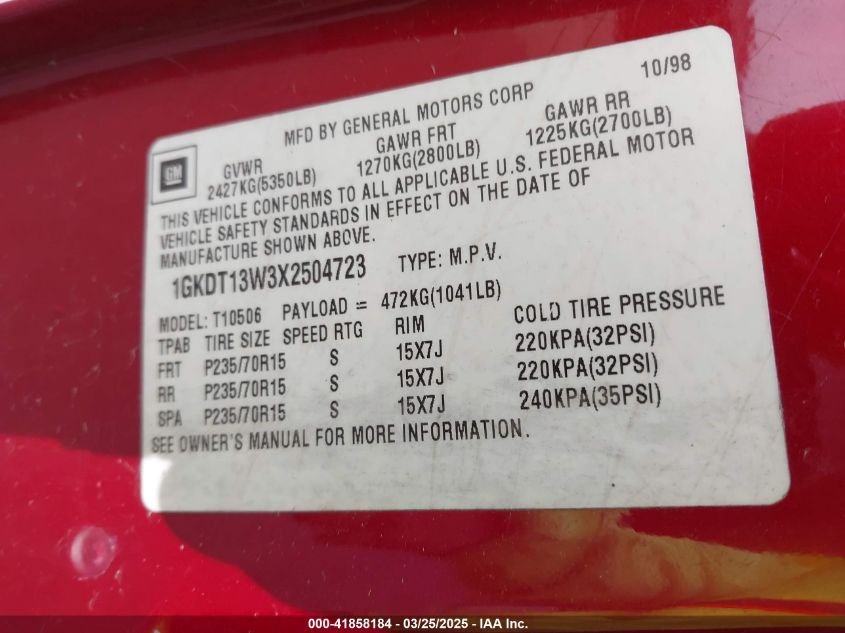 10/98
MFD BY GENERAL MOTORS CORP
GM GVWR GAWR FRT GAWR RR
2427KG(5350LB) 1270KG(2800LB) 1225KG(2700LB)
THIS VEHICLE CONFORMS TO ALL APPLICABLE U.S. FEDERAL MOTOR
VEHICLE SAFETY STANDARDS IN EFFECT ON THE DATE OF
MANUFACTURE SHOWN ABOVE.
1GKDT13W3X2504723 TYPE: M.P.V.
MODEL: T10506 PAYLOAD = 472KG(1041LB)
TPAB TIRE SIZE SPEED RTG RIM COLD TIRE PRESSURE
FRT P235/70R15 S 15X7J 220KPA(32PSI)
RR P235/70R15 S 15X7J 220KPA(32PSI)
SPA P235/70R15 S 15X7J 240KPA(35PSI)
SEE OWNER'S MANUAL FOR MORE INFORMATION.
000-41858184 / 03/25/2025 - IAA Inc.